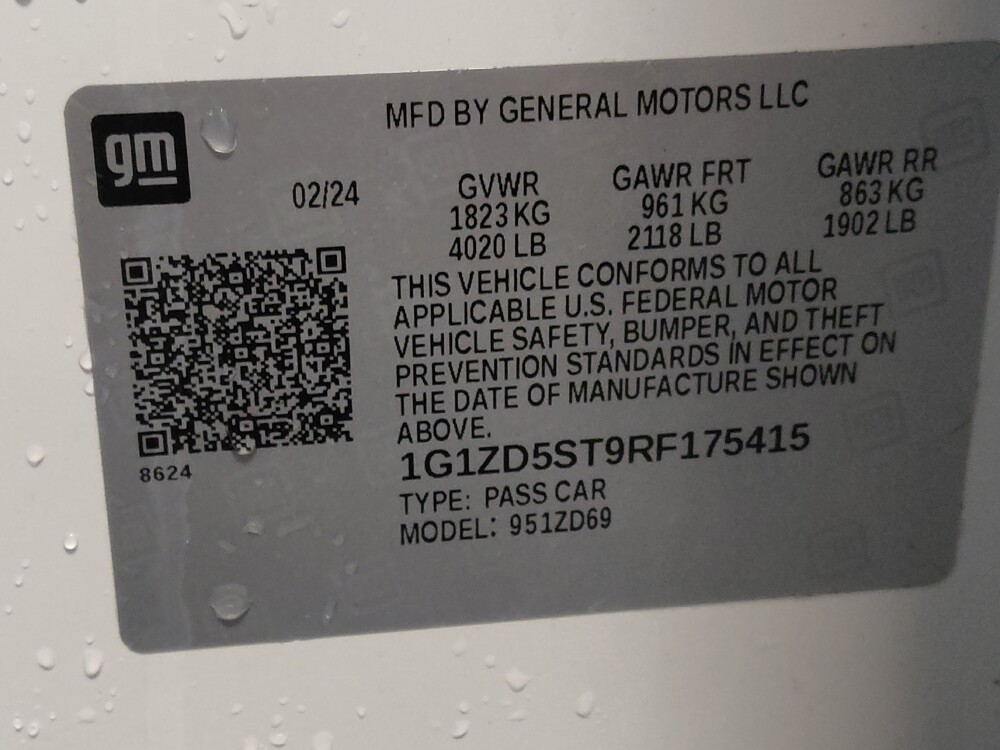 gm
MFD BY GENERAL MOTORS LLC
02/24
GVWR
1823 KG
4020 LB
GAWR FRT
961 KG
2118 LB
GAWR RR
863 KG
1902 LB
THIS VEHICLE CONFORMS TO ALL
APPLICABLE U.S. FEDERAL MOTOR
VEHICLE SAFETY, BUMPER, AND THEFT
PREVENTION STANDARDS IN EFFECT ON
THE DATE OF MANUFACTURE SHOWN
ABOVE.
8624
1G1ZD5ST9RF175415
TYPE: PASS CAR
MODEL: 951ZD69